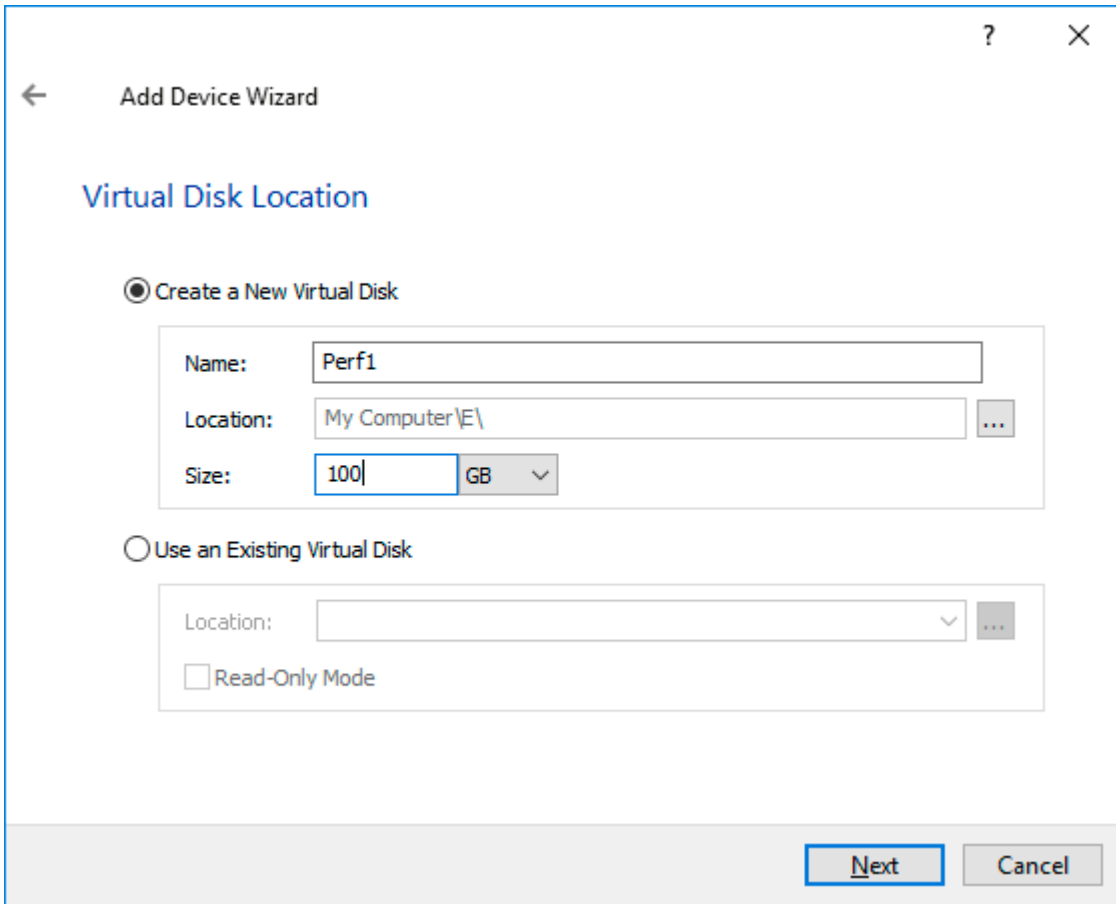 ?
Add Device Wizard
Virtual Disk Location
Create a New Virtual Disk
Name: Perf1
Location: My Computer\E\ ...
Size: 100 GB
Use an Existing Virtual Disk
Location: ...
Read-Only Mode
Next Cancel